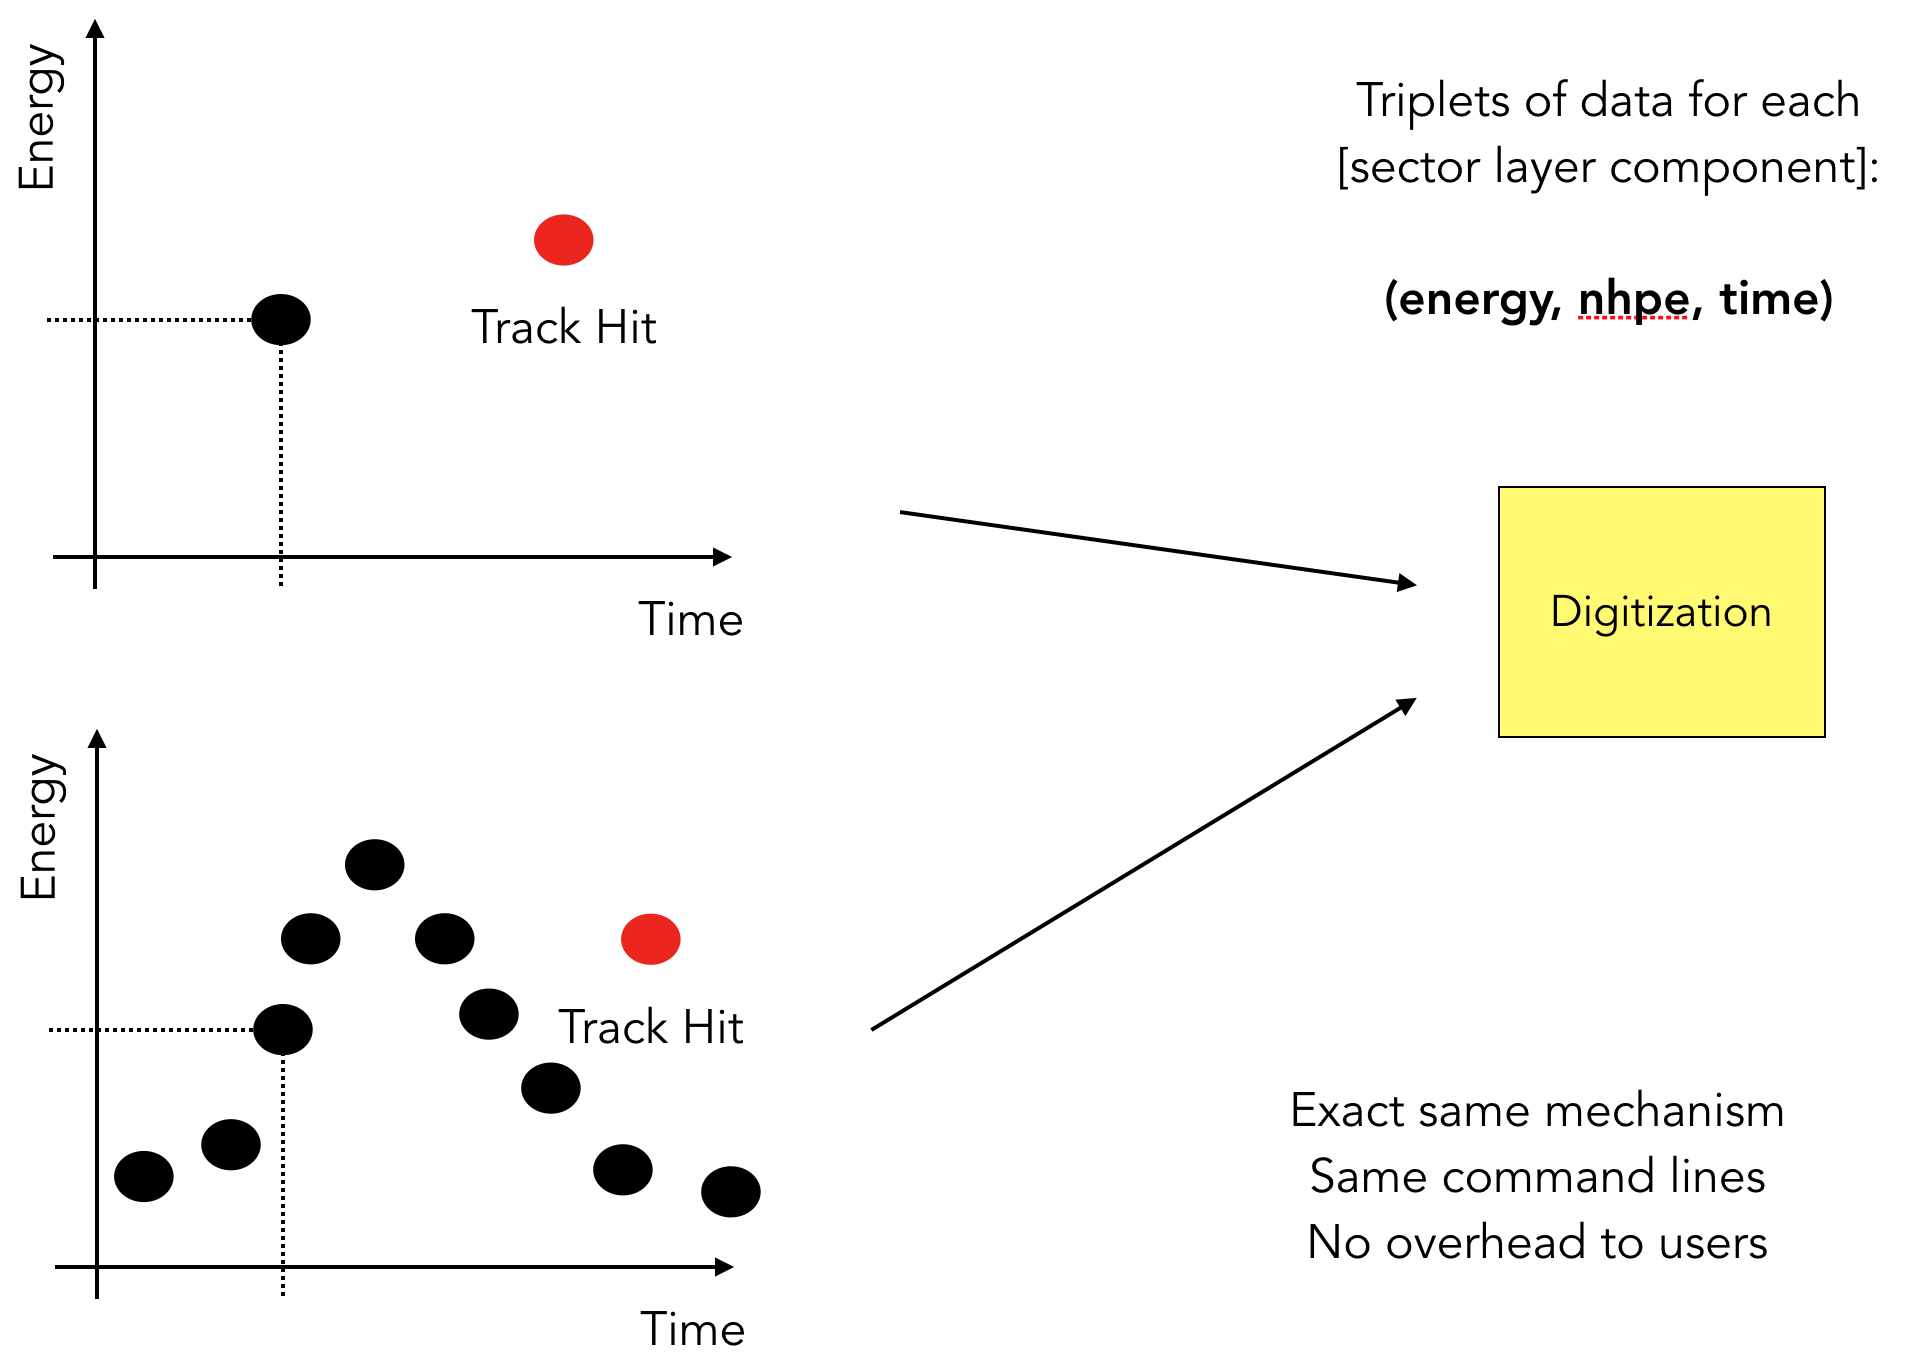 Energy
Track Hit
Time
Triplets of data for each
[sector layer component]:
(energy, nhpe, time)
Digitization
Energy
Track Hit
Time
Exact same mechanism
Same command lines
No overhead to users